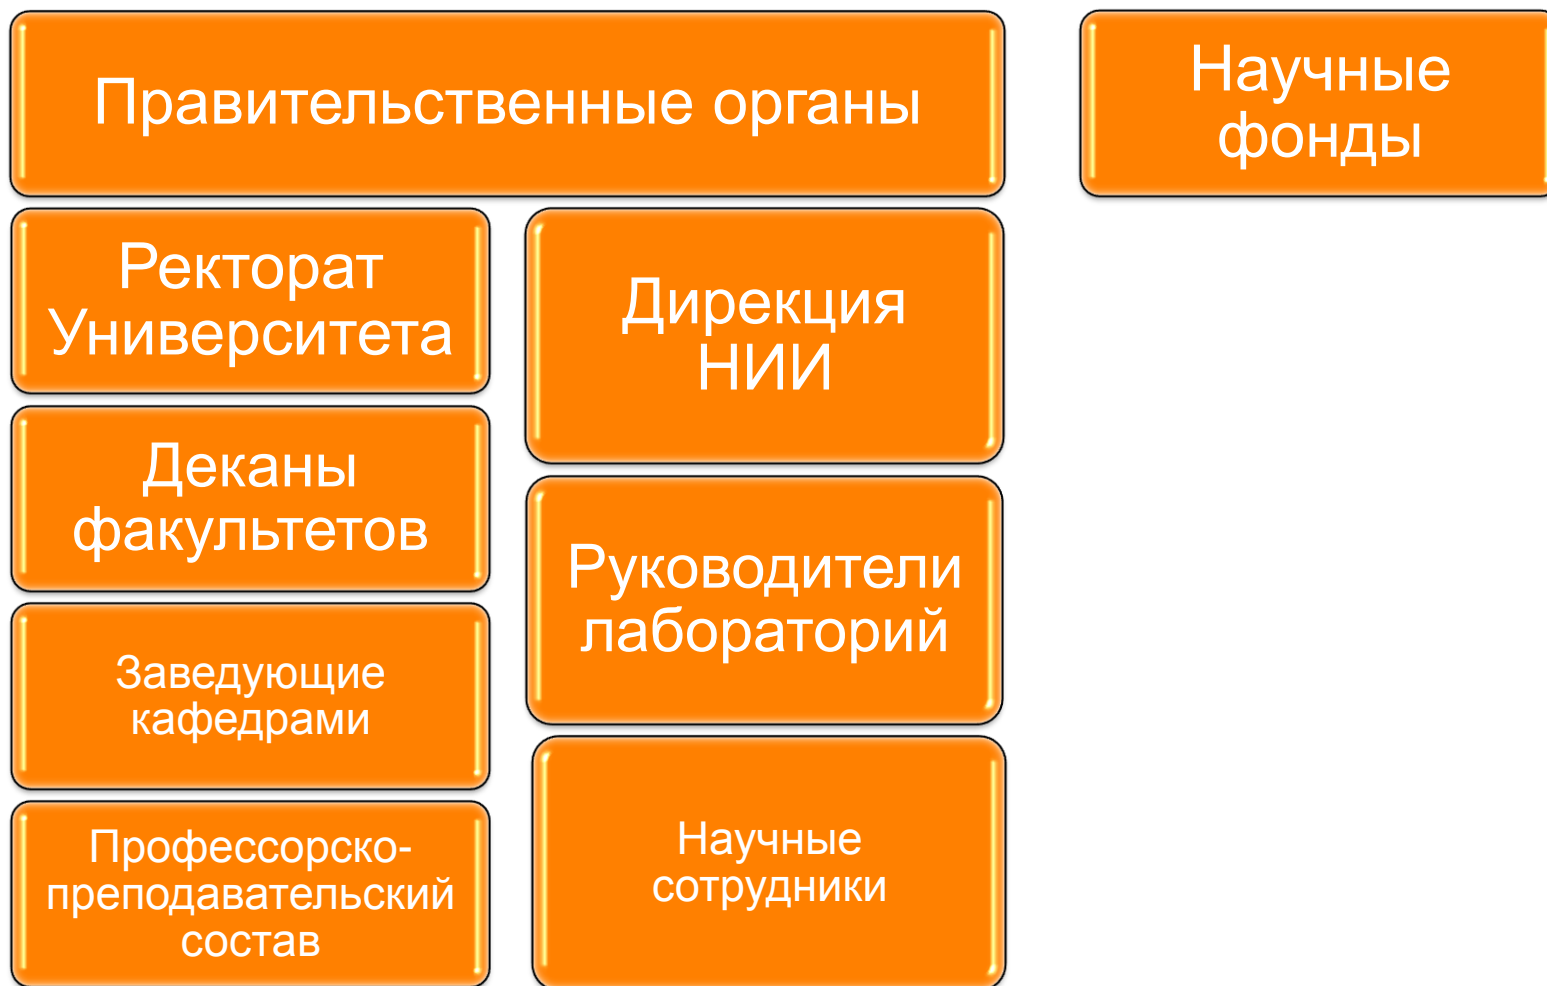 Правительственные органы
Научные
фонды
Ректорат
Университета
Дирекция
НИИ
Деканы
факультетов
Руководители
лабораторий
Заведующие
кафедрами
Научные
сотрудники
Профессорско-
преподавательский
состав